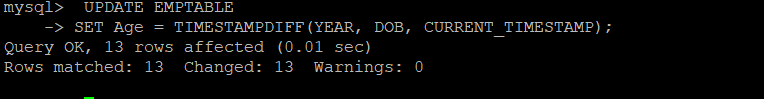 mysql>  UPDATE EMPTABLE
    -> SET Age = TIMESTAMPDIFF(YEAR, DOB, CURRENT_TIMESTAMP);
Query OK, 13 rows affected (0.01 sec)
Rows matched: 13  Changed: 13  Warnings: 0